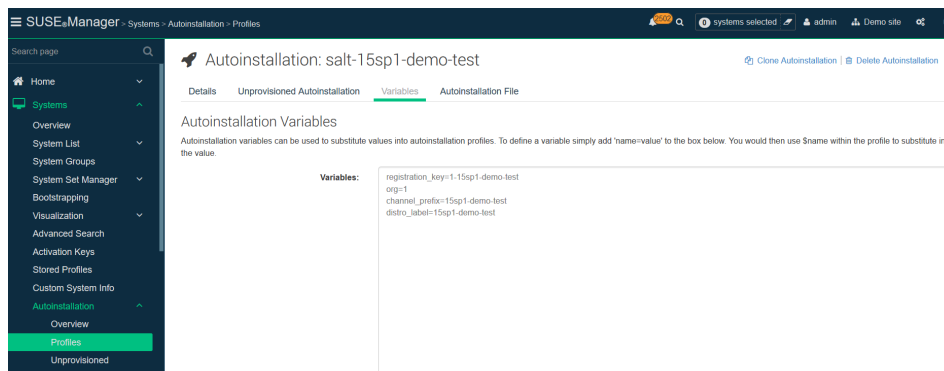 SUSE®Manager > Systems > Autoinstallation > Profiles
2502
0 systems selected
admin
Demo site
Search page
Home
Systems
Overview
System List
System Groups
System Set Manager
Bootstrapping
Visualization
Advanced Search
Activation Keys
Stored Profiles
Custom System Info
Autoinstallation
Overview
Profiles
Unprovisioned
Autoinstallation: salt-15sp1-demo-test
Clone Autoinstallation | Delete Autoinstallation
Details Unprovisioned Autoinstallation Variables Autoinstallation File
Autoinstallation Variables
Autoinstallation variables can be used to substitute values into autoinstallation profiles. To define a variable simply add 'name=value' to the box below. You would then use $name within the profile to substitute in
the value.
Variables:
registration_key=1-15sp1-demo-test
org=1
channel_prefix=15sp1-demo-test
distro_label=15sp1-demo-test